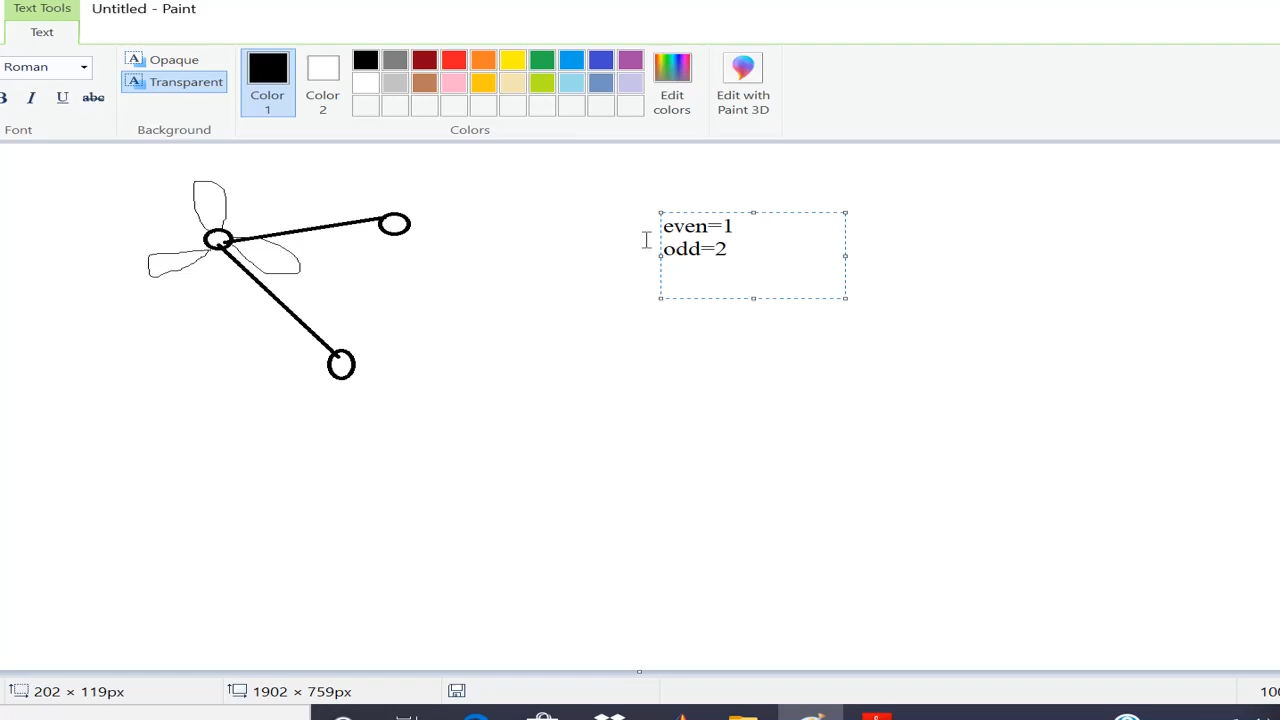 Text Tools
Untitled - Paint
Text
Roman
Opaque
Transparent
I U abc
Color 1
Color 2
Edit colors
Edit with Paint 3D
Font
Background
Colors
even=1
odd=2
202 × 119px
1902 × 759px